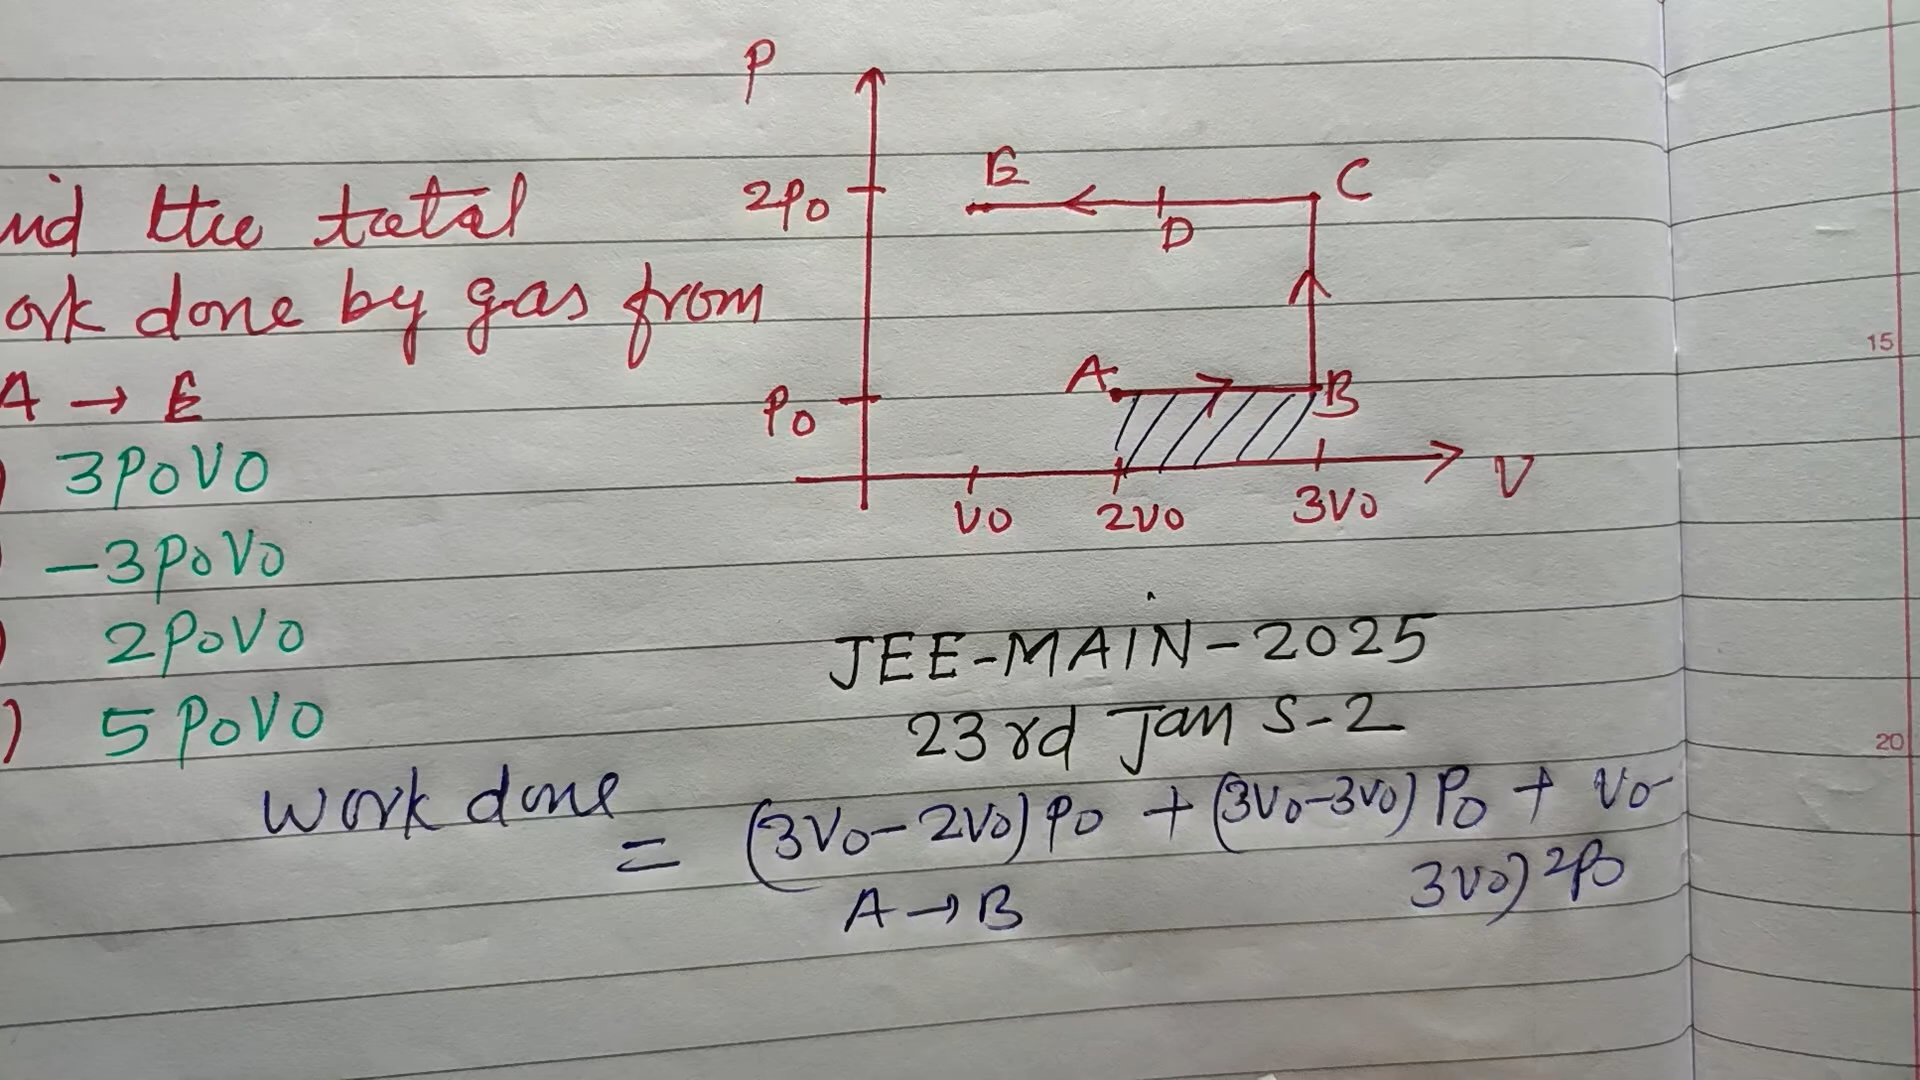 P
E
C
2P0
D
nd the total
ork done by gas from
A → E
A
B
P0
V0
2V0
3V0
V
3P0V0
-3P0V0
2P0V0
) 5P0V0
JEE-MAIN-2025
23rd Jan S-2
Work done
= (3V0-2V0)P0 + (3V0-3V0)P0 + V0-
3V0)2P0
A→B
15
20